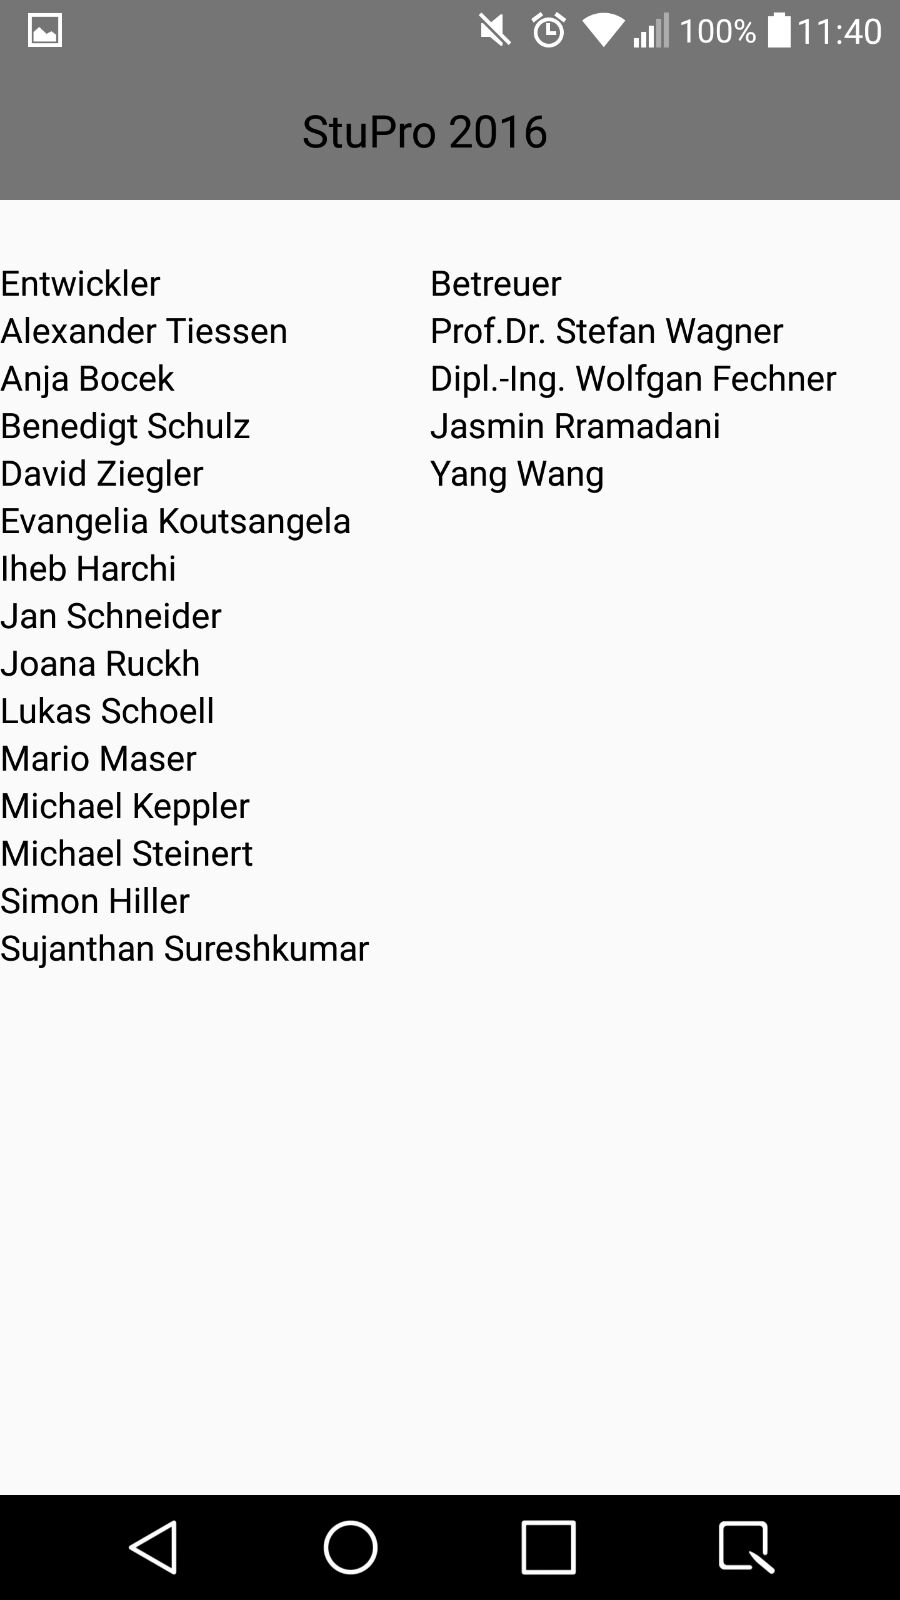 100% 11:40
StuPro 2016
Entwickler
Alexander Tiessen
Anja Bocek
Benedigt Schulz
David Ziegler
Evangelia Koutsangela
Iheb Harchi
Jan Schneider
Joana Ruckh
Lukas Schoell
Mario Maser
Michael Keppler
Michael Steinert
Simon Hiller
Sujanthan Sureshkumar
Betreuer
Prof.Dr. Stefan Wagner
Dipl.-Ing. Wolfgan Fechner
Jasmin Rramadani
Yang Wang